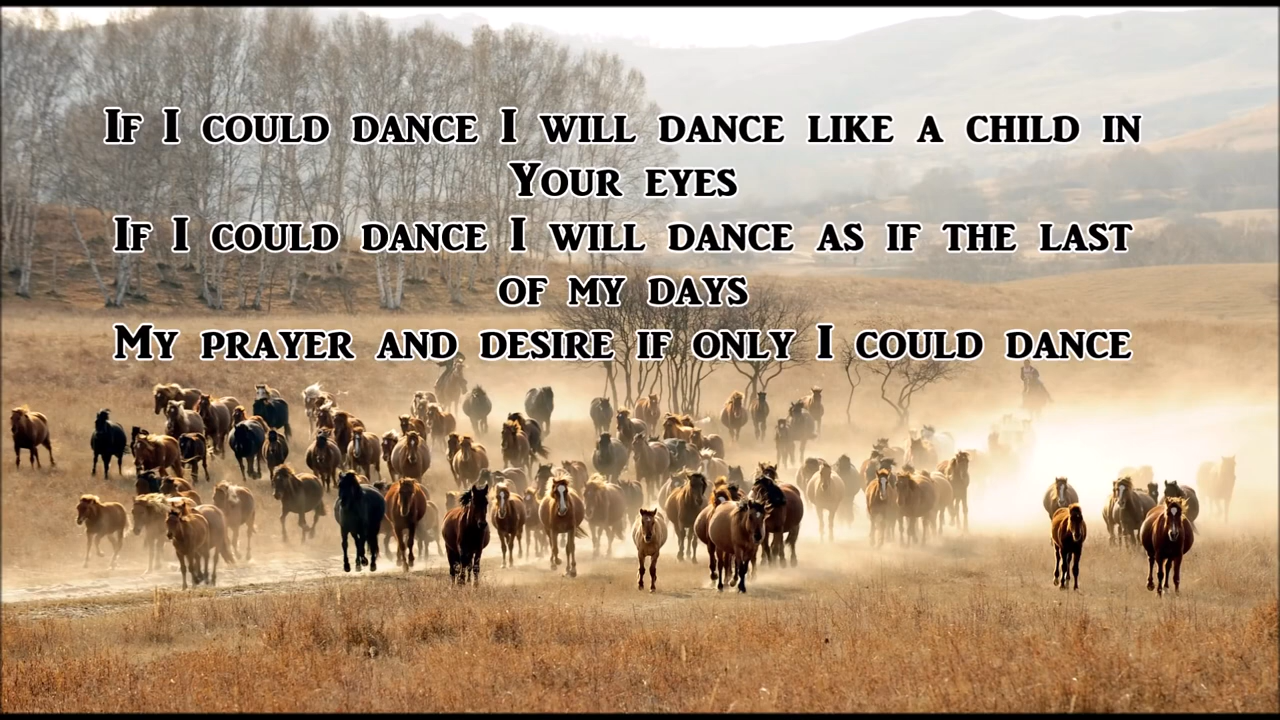 If I could dance I will dance like a child in
Your eyes
If I could dance I will dance as if the last
of my days
My prayer and desire if only I could dance